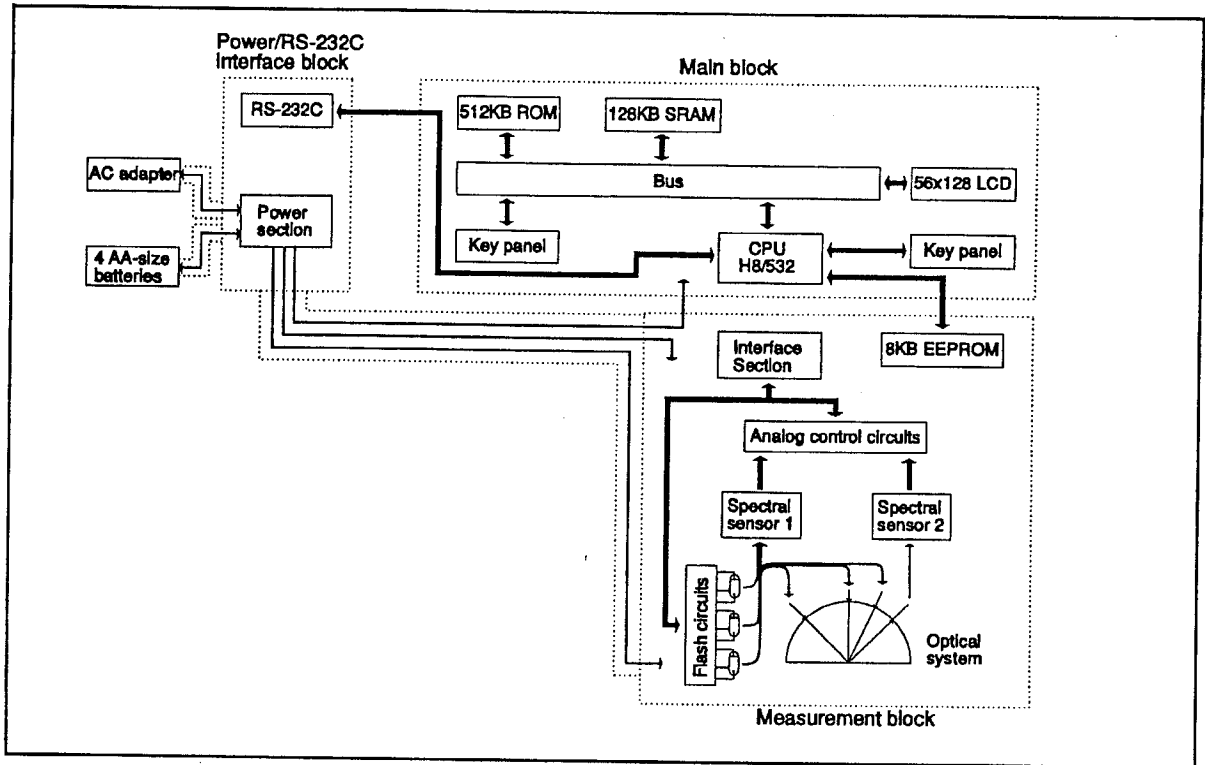 Power/RS-232C
Interface block
Main block
RS-232C
512KB ROM
128KB SRAM
AC adapter
Bus
56x128 LCD
Power
section
4 AA-size
batteries
Key panel
CPU
H8/532
Key panel
Interface
Section
8KB EEPROM
Analog control circuits
Spectral
sensor 1
Spectral
sensor 2
Flash circuits
Optical
system
Measurement block